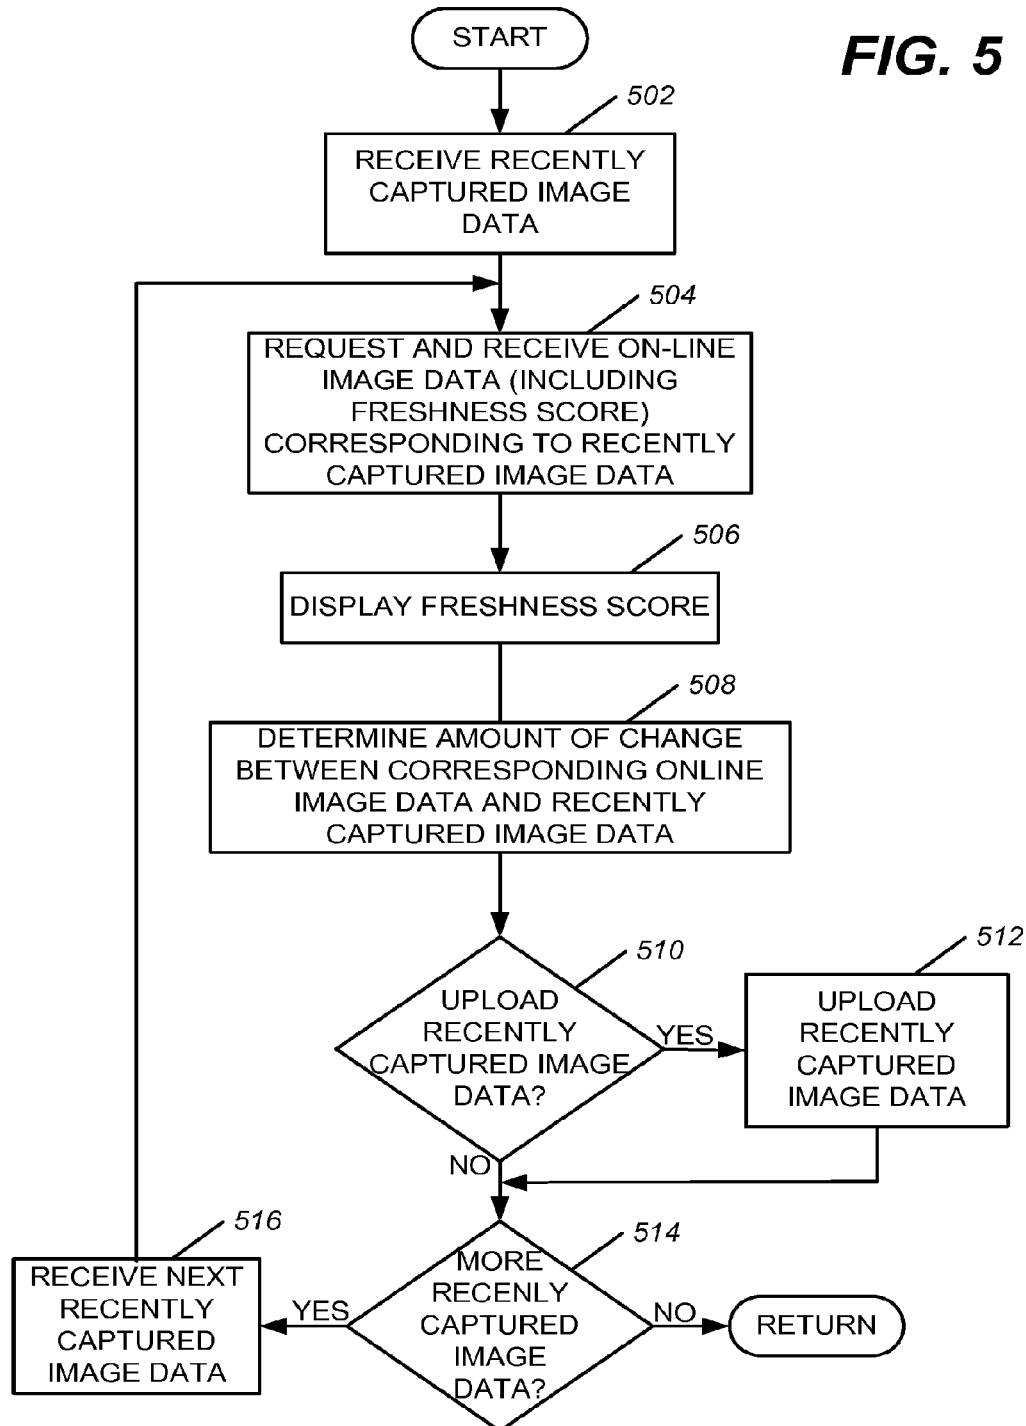 START
FIG. 5
502
RECEIVE RECENTLY
CAPTURED IMAGE
DATA
504
REQUEST AND RECEIVE ON-LINE
IMAGE DATA (INCLUDING
FRESHNESS SCORE)
CORRESPONDING TO RECENTLY
CAPTURED IMAGE DATA
506
DISPLAY FRESHNESS SCORE
508
DETERMINE AMOUNT OF CHANGE
BETWEEN CORRESPONDING ONLINE
IMAGE DATA AND RECENTLY
CAPTURED IMAGE DATA
510
UPLOAD
RECENTLY
CAPTURED IMAGE
DATA?
YES
512
UPLOAD
RECENTLY
CAPTURED
IMAGE DATA
NO
514
MORE
RECENLY
CAPTURED
IMAGE
DATA?
YES
516
RECEIVE NEXT
RECENTLY
CAPTURED
IMAGE DATA
NO
RETURN